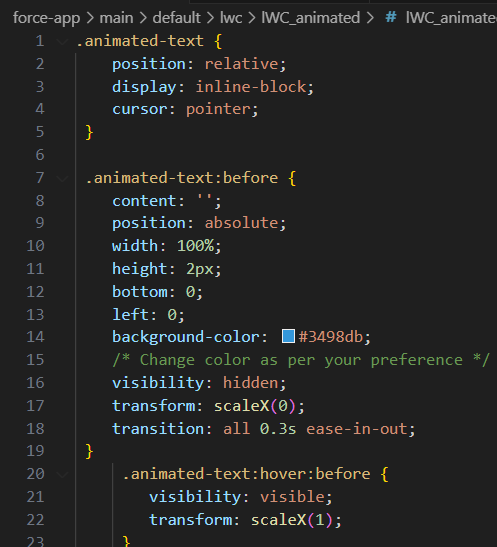 force-app > main > default > lwc > lWC_animated > # lWC_animated
1 .animated-text {
2 position: relative;
3 display: inline-block;
4 cursor: pointer;
5 }
6
7 .animated-text:before {
8 content: '';
9 position: absolute;
10 width: 100%;
11 height: 2px;
12 bottom: 0;
13 left: 0;
14 background-color: #3498db;
15 /* Change color as per your preference */
16 visibility: hidden;
17 transform: scaleX(0);
18 transition: all 0.3s ease-in-out;
19 }
20 .animated-text:hover:before {
21 visibility: visible;
22 transform: scaleX(1);
23 }